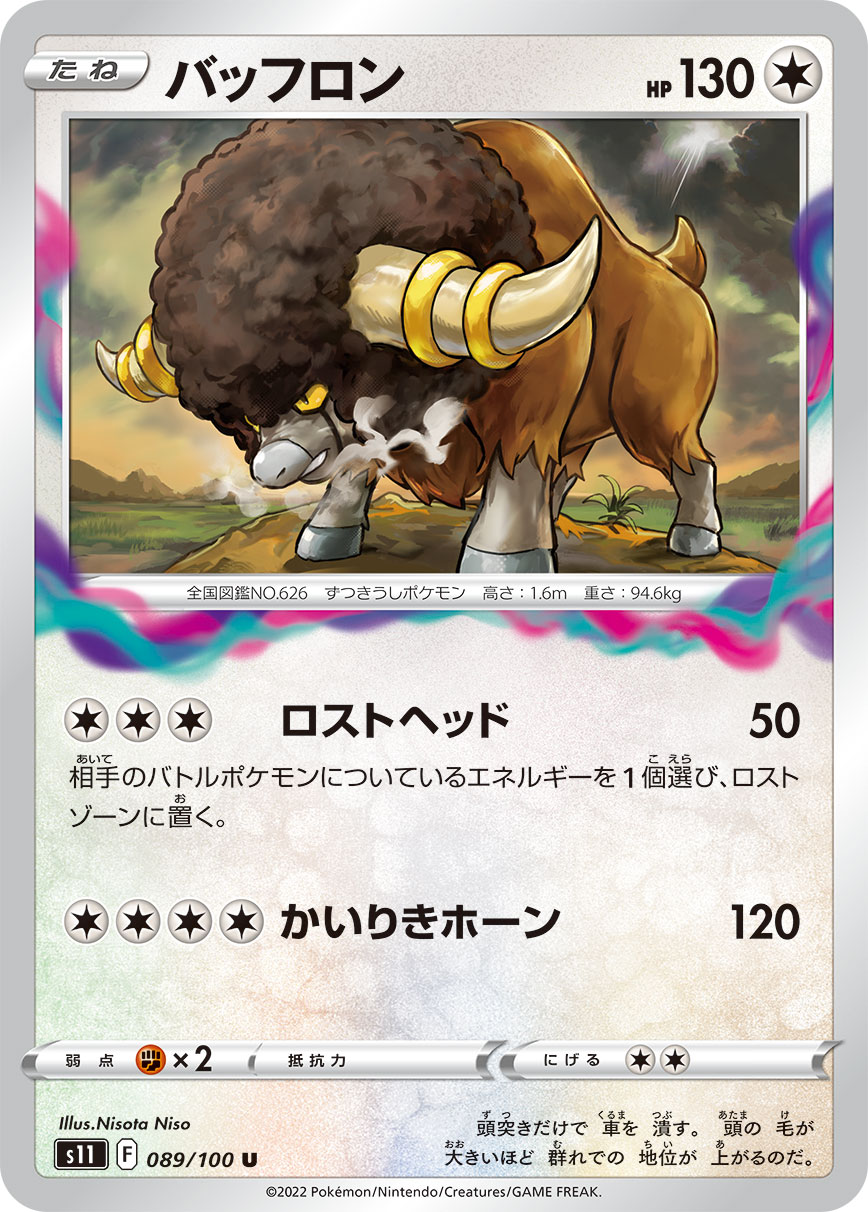 たね バッフロン HP 130
全国図鑑NO.626 ずつきうしポケモン 高さ：1.6m 重さ：94.6kg
ロストヘッド 50
相手のバトルポケモンについているエネルギーを1個選び、ロスト
ゾーンに置く。
かいりきホーン 120
弱点 ×2 抵抗力 にげる
Illus.Nisota Niso
s11 F 089/100 U
頭突きだけで 車を 潰す。 頭の 毛が
大きいほど 群れでの 地位が 上がるのだ。
©2022 Pokémon/Nintendo/Creatures/GAME FREAK.